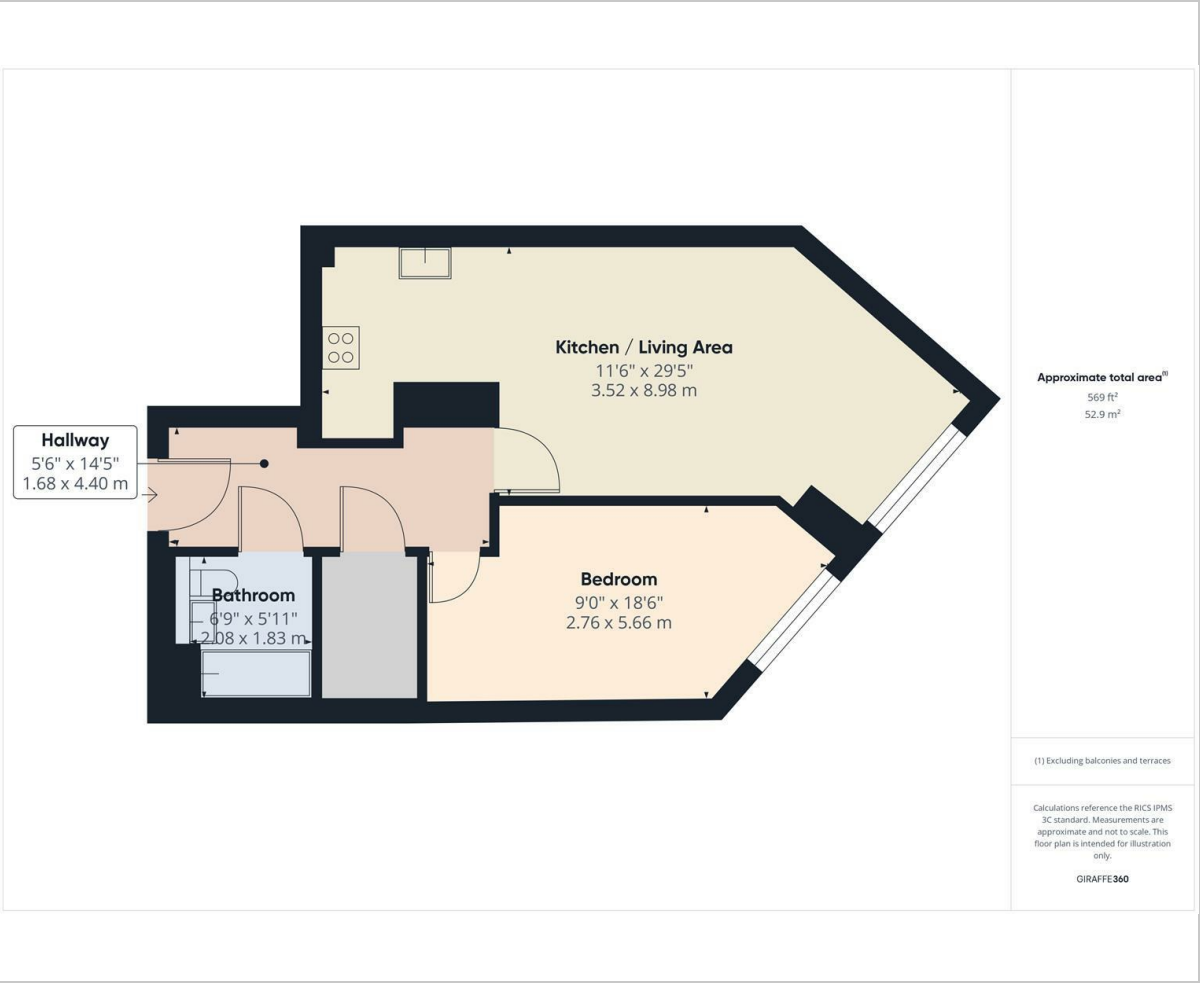 Kitchen / Living Area
11'6" x 29'5"
3.52 x 8.98 m
Hallway
5'6" x 14'5"
1.68 x 4.40 m
Bedroom
9'0" x 18'6"
2.76 x 5.66 m
Bathroom
6'9" x 5'11"
2.08 x 1.83 m
Approximate total area(1)
569 ft²
52.9 m²
(1) Excluding balconies and terraces
Calculations reference the RICS IPMS
3C standard. Measurements are
approximate and not to scale. This
floor plan is intended for illustration
only.
GIRAFFE360